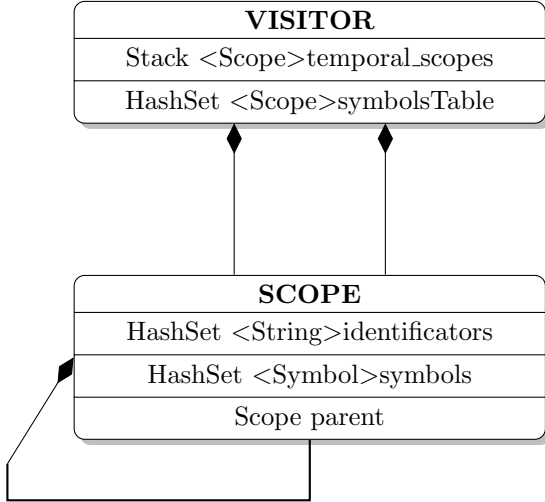 VISITOR
Stack <Scope>temporal_scopes
HashSet <Scope>symbolsTable
SCOPE
HashSet <String>identificators
HashSet <Symbol>symbols
Scope parent